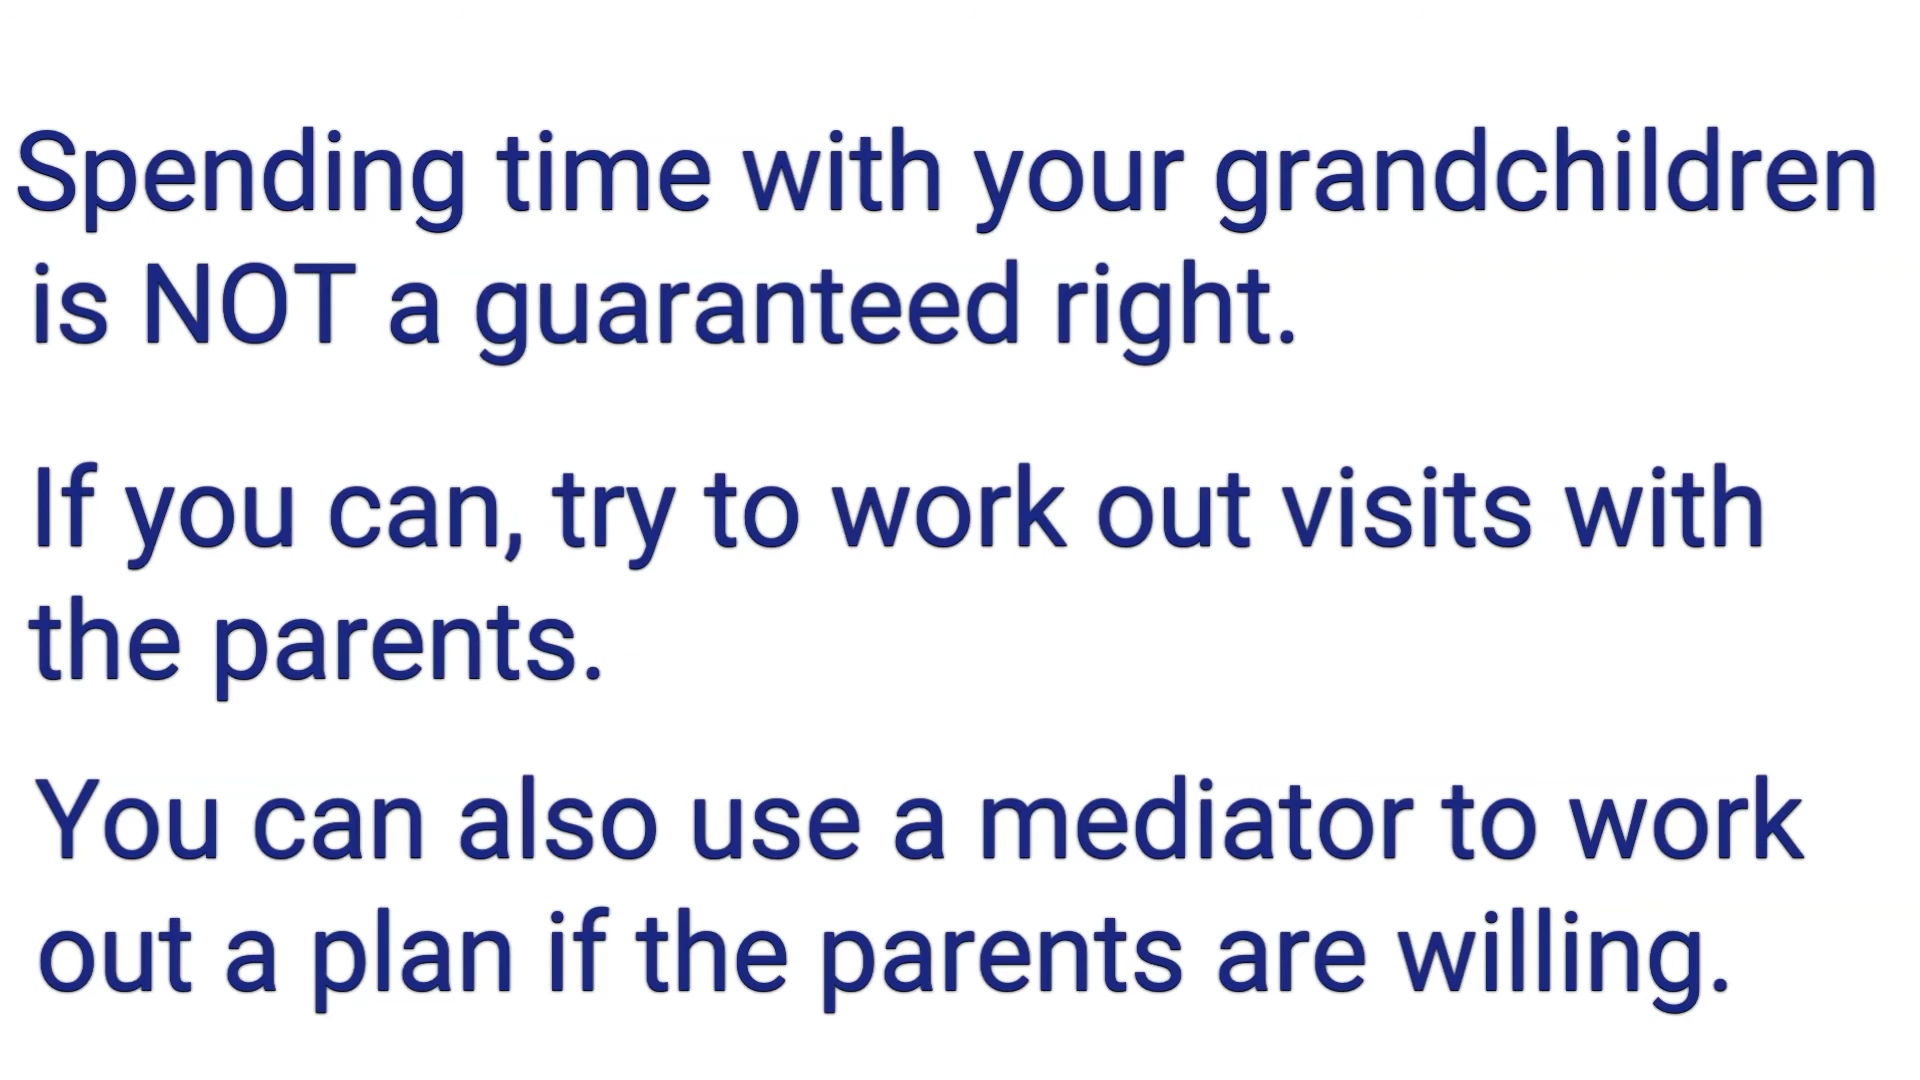 Spending time with your grandchildren
is NOT a guaranteed right.
If you can, try to work out visits with
the parents.
You can also use a mediator to work
out a plan if the parents are willing.